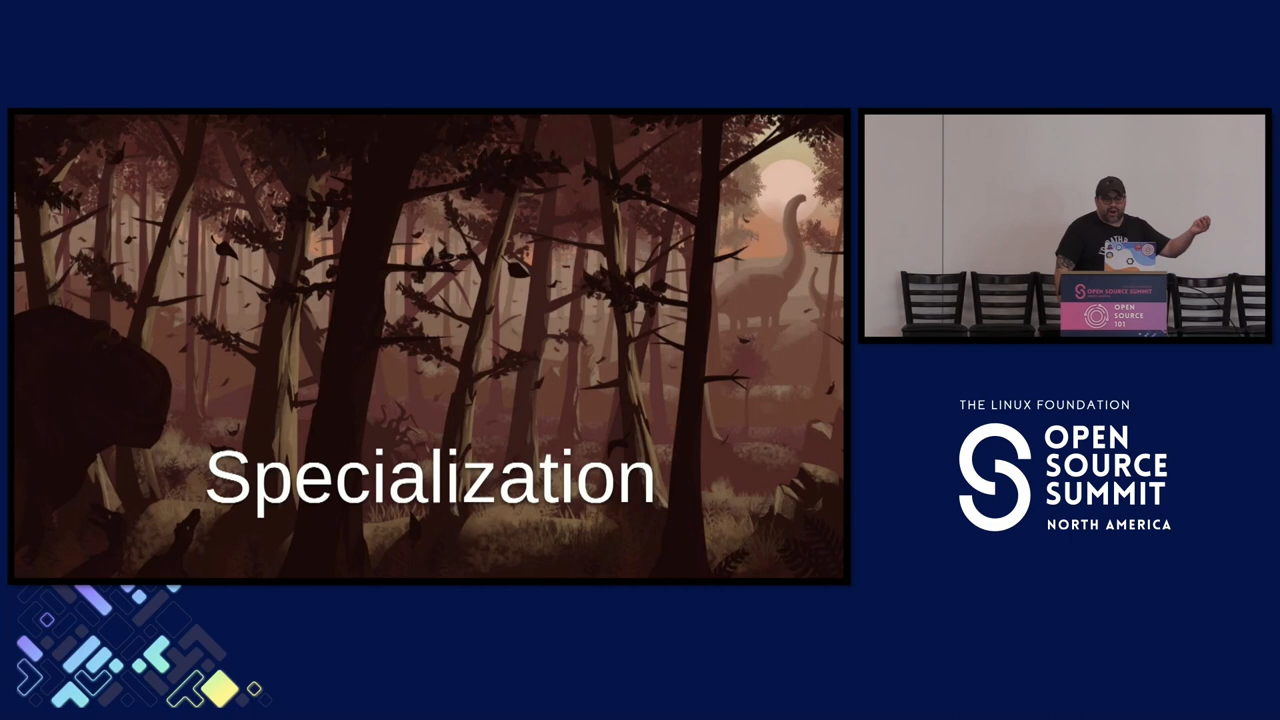 Specialization
OPEN SOURCE SUMMIT
OPEN
SOURCE
101
THE LINUX FOUNDATION
OPEN
SOURCE
SUMMIT
NORTH AMERICA